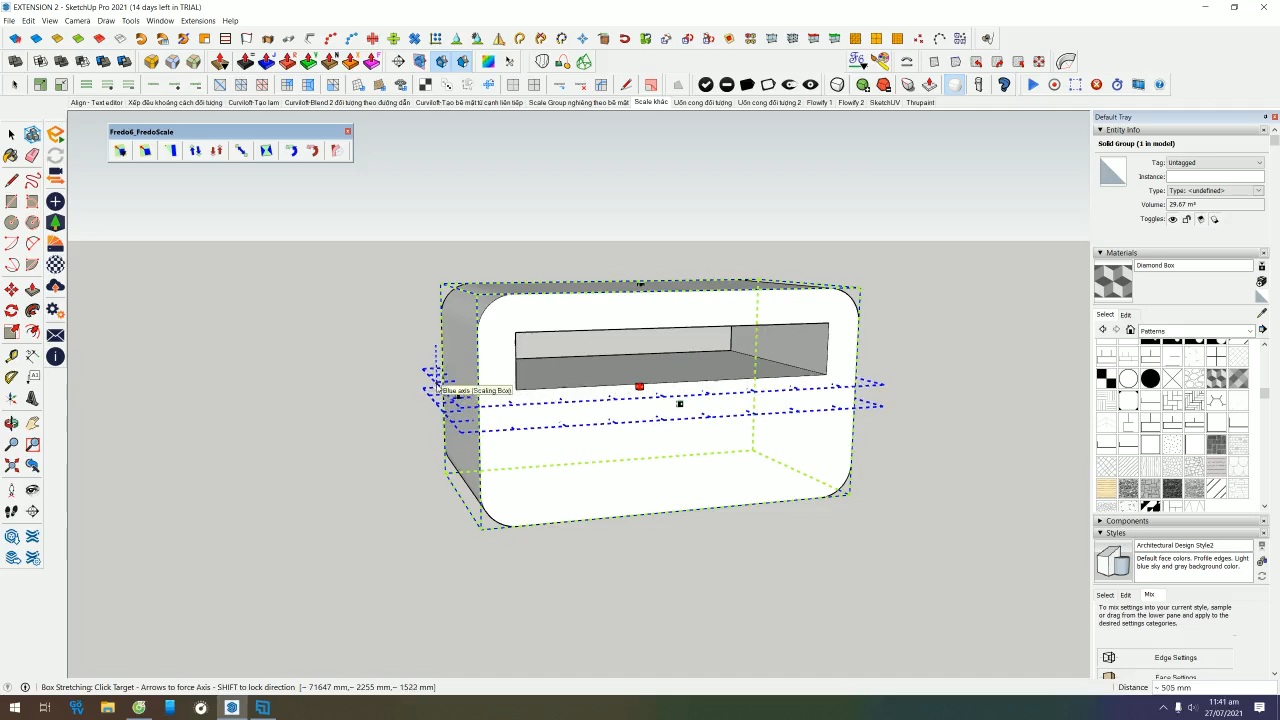 EXTENSION 2 - SketchUp Pro 2021 (14 days left in TRIAL)
File Edit View Camera Draw Tools Window Extensions Help
Align - Text editor Xếp đều khoảng cách đối tượng Curviloft-Tạo lam Curviloft-Blend 2 đối tượng theo đường dẫn Curviloft-Tạo bề mặt từ cạnh liên tiếp Scale Group nghiêng theo bề mặt Scale khác Uốn cong đối tượng Uốn cong đối tượng 2 Flowify 1 Flowify 2 SketchUV Thrupaint
Default Tray
Fredo6_FredoScale
Entity Info
Solid Group (1 in model)
Tag: Untagged
Instance:
Type: Type: <undefined>
Volume: 29.67 m³
Toggles:
Materials
Diamond Box
Select Edit
Patterns
Blue axis (Scaling Box)
Components
Styles
Architectural Design Style2
Default face colors. Profile edges. Light
blue sky and gray background color.
Select Edit Mix
To mix settings into your current style, sample
or drag from the lower pane and apply to the
desired settings categories.
Edge Settings
Face Settings
Box Stretching: Click Target - Arrows to force Axis - SHIFT to lock direction [~ 71647 mm,~ 2255 mm,~ 1522 mm]
Distance ~ 505 mm
11:41 am
27/07/2021